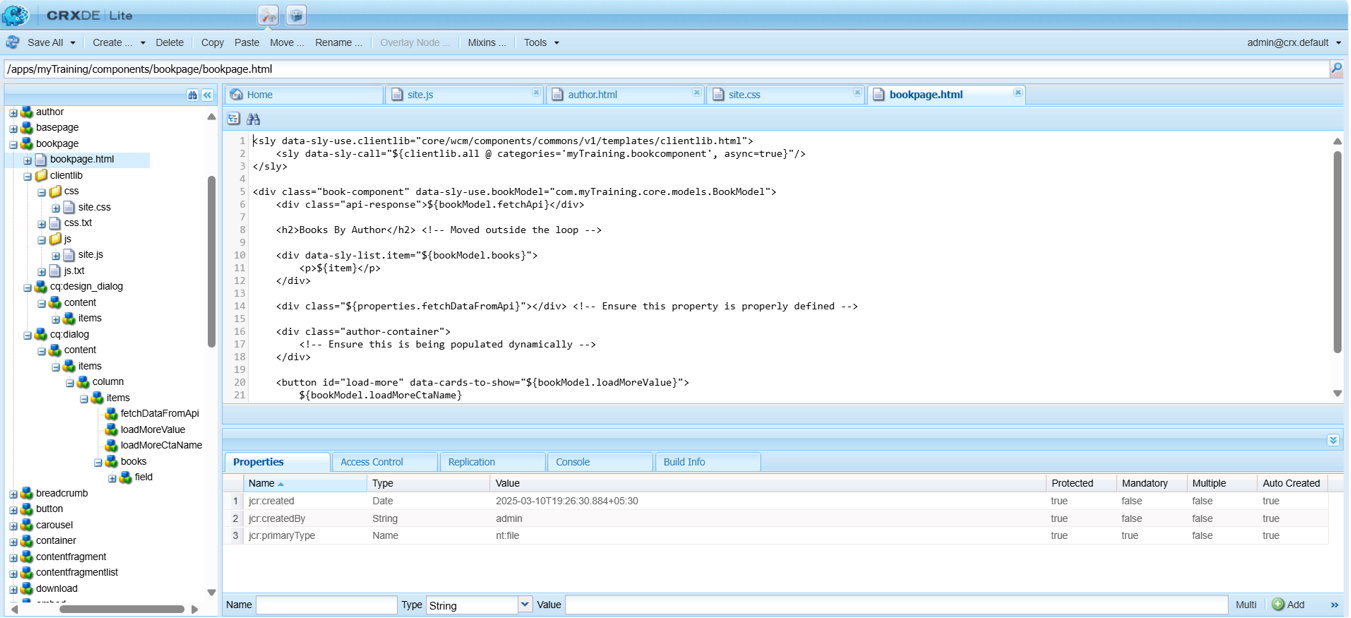 CRXDE | Lite
Save All Create ... Delete Copy Paste Move ... Rename ... Overlay Node ... Mixins ... Tools admin@crx.default
/apps/myTraining/components/bookpage/bookpage.html
Home site.js author.html site.css bookpage.html
author
basepage
bookpage
bookpage.html
clientlib
css
site.css
css.txt
js
site.js
js.txt
cq:design_dialog
content
items
cq:dialog
content
items
column
items
fetchDataFromApi
loadMoreValue
loadMoreCtaName
books
field
breadcrumb
button
carousel
container
contentfragment
contentfragmentlist
download
1 <sly data-sly-use.clientlib="core/wcm/components/commons/v1/templates/clientlib.html">
2 <sly data-sly-call="${clientlib.all @ categories='myTraining.bookcomponent', async=true}"/>
3 </sly>
4
5 <div class="book-component" data-sly-use.bookModel="com.myTraining.core.models.BookModel">
6 <div class="api-response">${bookModel.fetchApi}</div>
7
8 <h2>Books By Author</h2> <!-- Moved outside the loop -->
9
10 <div data-sly-list.item="${bookModel.books}">
11 <p>${item}</p>
12 </div>
13
14 <div class="${properties.fetchDataFromApi}"></div> <!-- Ensure this property is properly defined -->
15
16 <div class="author-container">
17 <!-- Ensure this is being populated dynamically -->
18 </div>
19
20 <button id="load-more" data-cards-to-show="${bookModel.loadMoreValue}">
21 ${bookModel.loadMoreCtaName}
Properties Access Control Replication Console Build Info
Name Type Value Protected Mandatory Multiple Auto Created
1 jcr:created Date 2025-03-10T19:26:30.884+05:30 true false false true
2 jcr:createdBy String admin true false false true
3 jcr:primaryType Name nt:file true true false true
Name Type String Value Multi Add